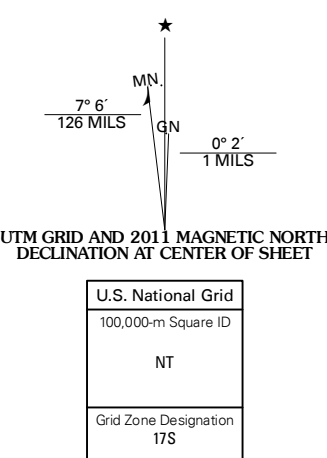 ★
MN.
7° 6´
126 MILS
GN
0° 2´
1 MILS
UTM GRID AND 2011 MAGNETIC NORTH
DECLINATION AT CENTER OF SHEET
U.S. National Grid
100,000-m Square ID
NT
Grid Zone Designation
17S